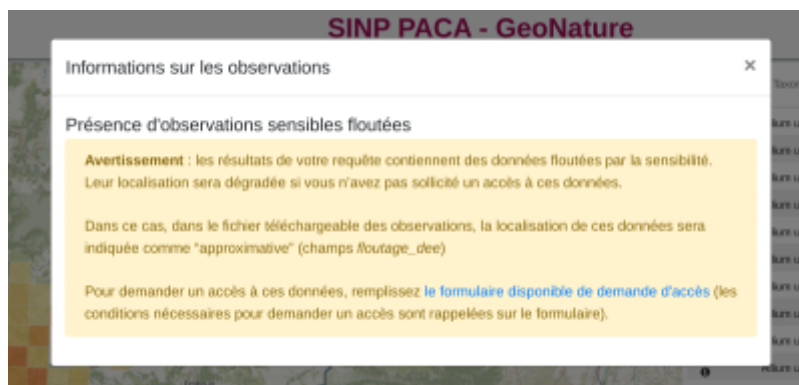 SINP PACA - GeoNature
Informations sur les observations
×
Présence d'observations sensibles floutées
Avertissement : les résultats de votre requête contiennent des données floutées par la sensibilité.
Leur localisation sera dégradée si vous n'avez pas sollicité un accès à ces données.
Dans ce cas, dans le fichier téléchargeable des observations, la localisation de ces données sera
indiquée comme "approximative" (champs floutage_dee)
Pour demander un accès à ces données, remplissez le formulaire disponible de demande d'accès (les
conditions nécessaires pour demander un accès sont rappelées sur le formulaire).